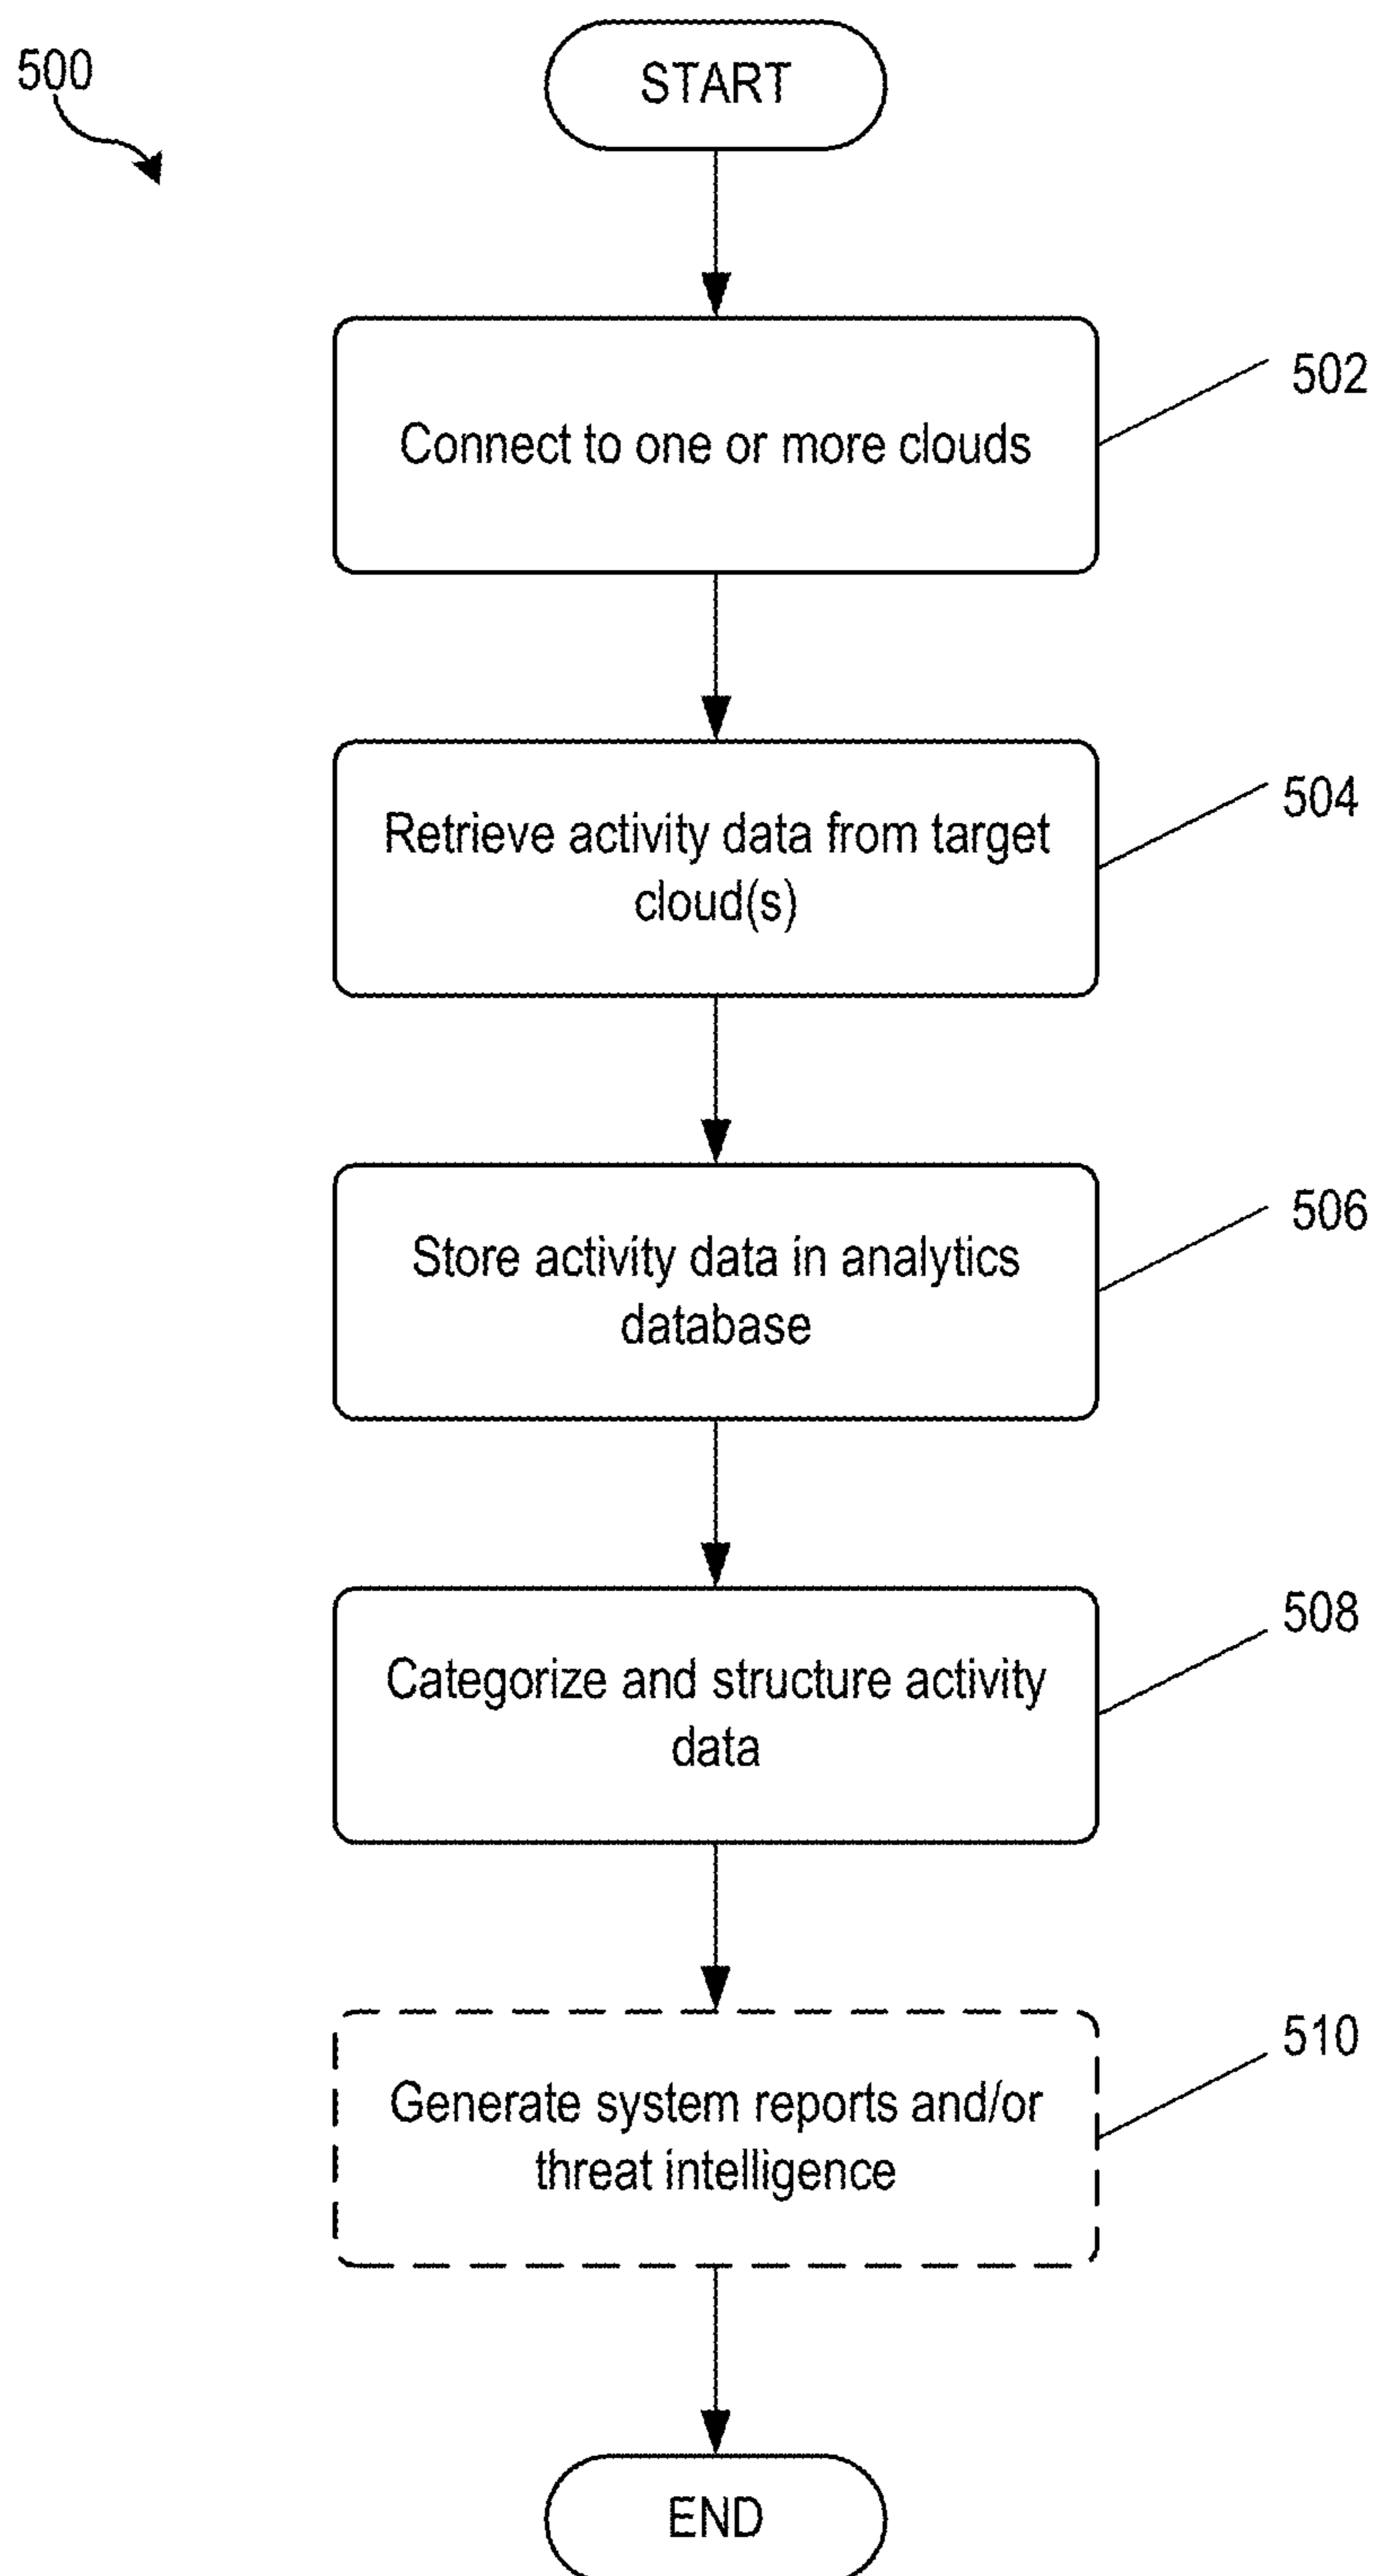 500
START
Connect to one or more clouds
502
Retrieve activity data from target
cloud(s)
504
Store activity data in analytics
database
506
Categorize and structure activity
data
508
Generate system reports and/or
threat intelligence
510
END